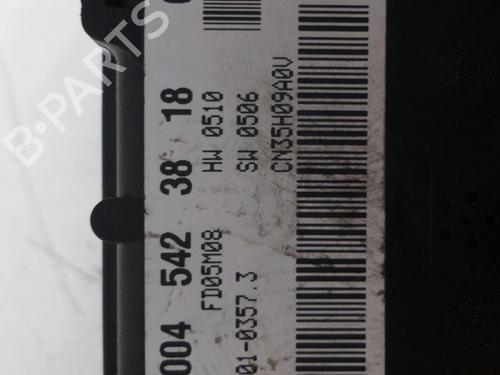 004 542 38 18
FD05M08 HW 0510
01-0357.3 SW 0506
CN35H09A0V
B-PARTS